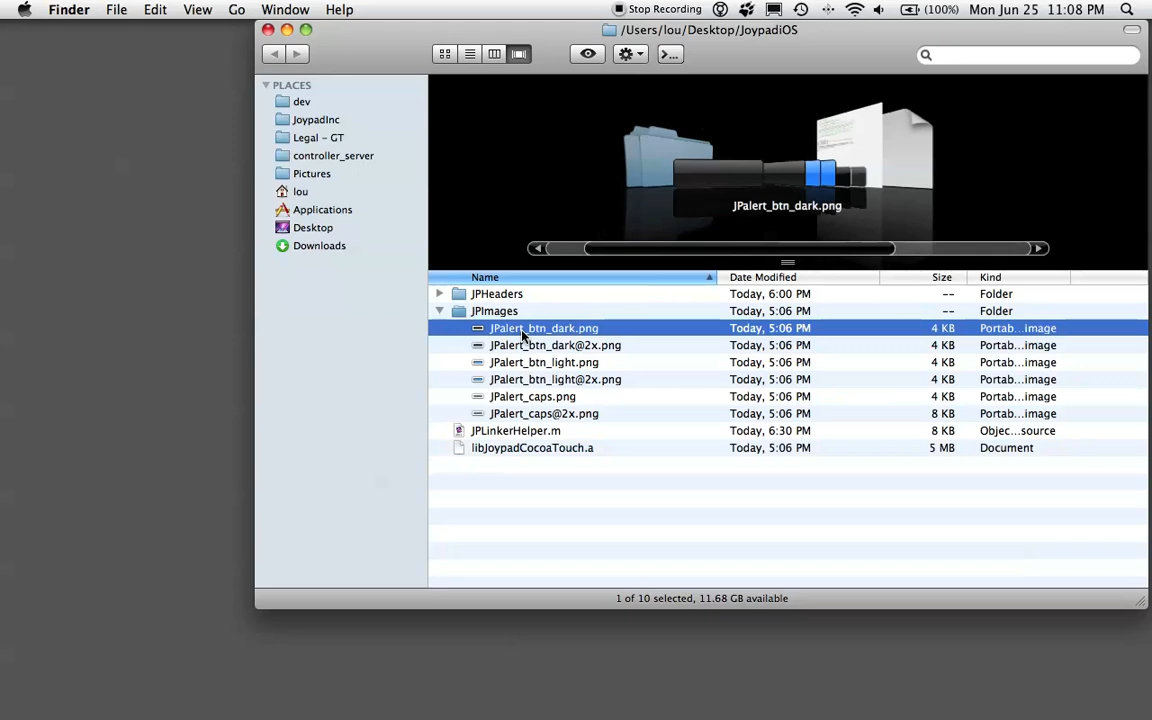 Finder File Edit View Go Window Help Stop Recording (100%) Mon Jun 25 11:08 PM
/Users/lou/Desktop/JoypadiOS
>...
PLACES
dev
JoypadInc
Legal - GT
controller_server
Pictures
lou
Applications
Desktop
Downloads
JPalert_btn_dark.png
Name Date Modified Size Kind
JPHeaders Today, 6:00 PM -- Folder
JPImages Today, 5:06 PM -- Folder
JPalert_btn_dark.png Today, 5:06 PM 4 KB Portab...image
JPalert_btn_dark@2x.png Today, 5:06 PM 4 KB Portab...image
JPalert_btn_light.png Today, 5:06 PM 4 KB Portab...image
JPalert_btn_light@2x.png Today, 5:06 PM 4 KB Portab...image
JPalert_caps.png Today, 5:06 PM 4 KB Portab...image
JPalert_caps@2x.png Today, 5:06 PM 8 KB Portab...image
JPLinkerHelper.m Today, 6:30 PM 8 KB Objec...source
libJoypadCocoaTouch.a Today, 5:06 PM 5 MB Document
1 of 10 selected, 11.68 GB available